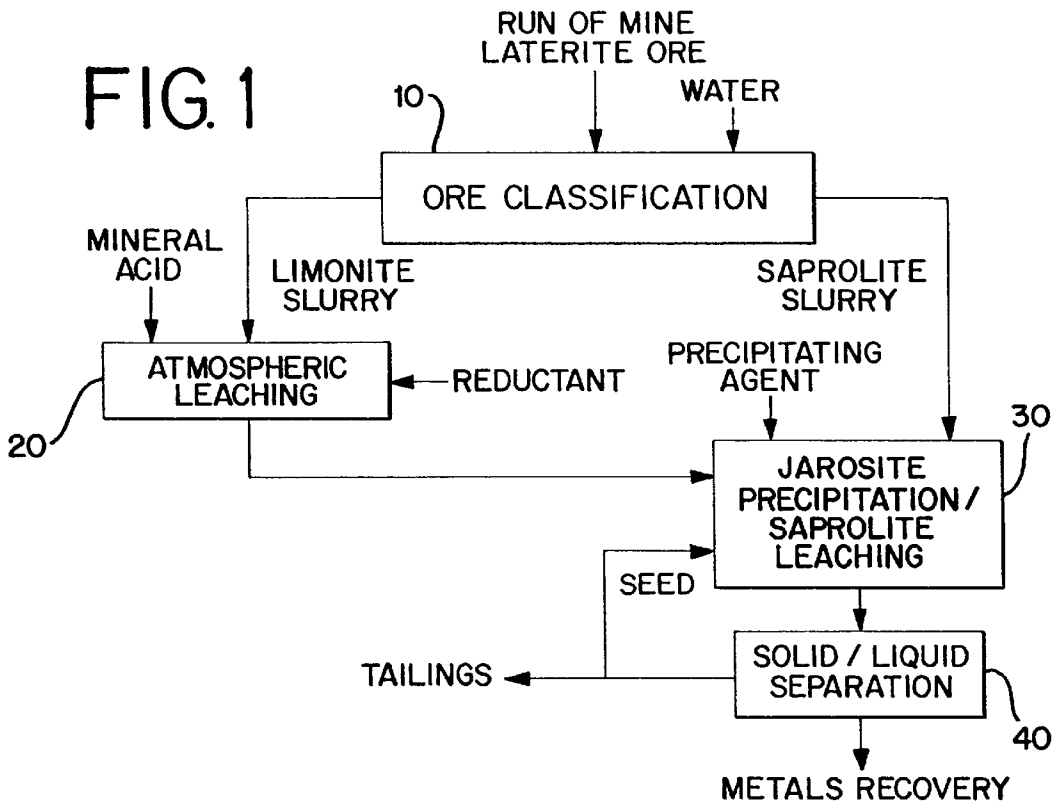 FIG. 1
RUN OF MINE
LATERITE ORE
WATER
10
ORE CLASSIFICATION
MINERAL
ACID
LIMONITE
SLURRY
SAPROLITE
SLURRY
ATMOSPHERIC
LEACHING
REDUCTANT
PRECIPITATING
AGENT
20
30
JAROSITE
PRECIPITATION/
SAPROLITE
LEACHING
SEED
TAILINGS
SOLID / LIQUID
SEPARATION
40
METALS RECOVERY